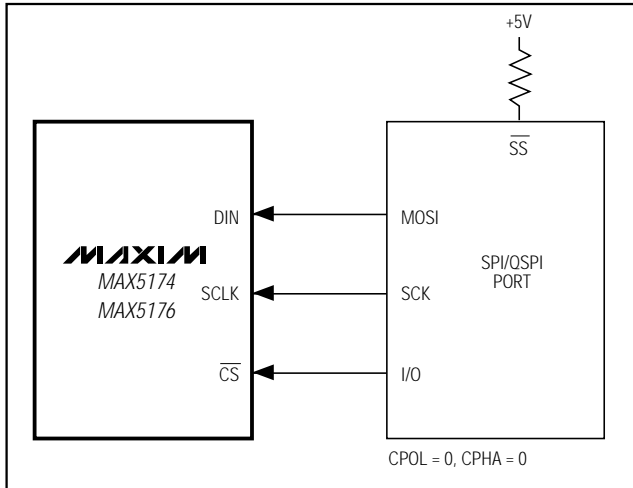 +5V
SS
DIN
MOSI
MAXIM
MAX5174
MAX5176
SCLK
SCK
SPI/QSPI
PORT
CS
I/O
CPOL = 0, CPHA = 0